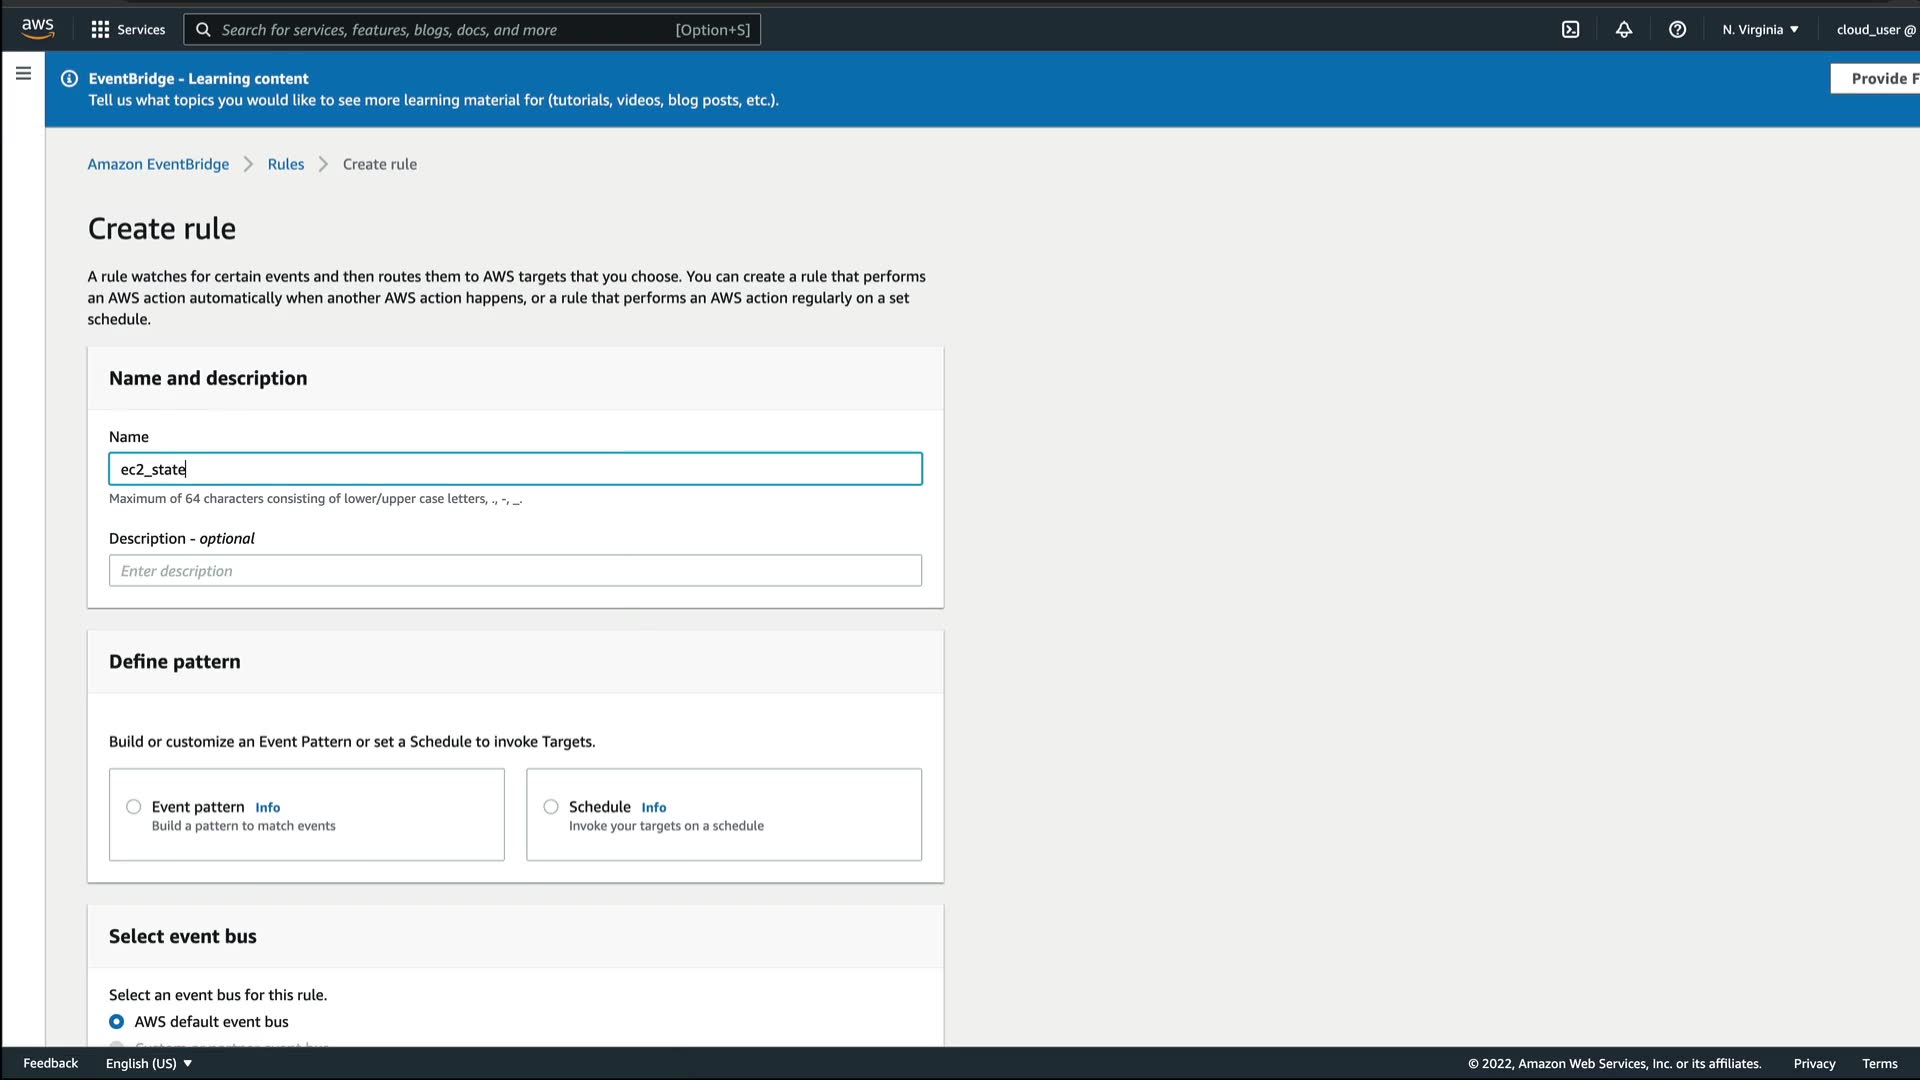 aws
Services
Search for services, features, blogs, docs, and more
[Option+S]
N. Virginia
cloud_user @
EventBridge - Learning content
Tell us what topics you would like to see more learning material for (tutorials, videos, blog posts, etc.).
Provide F
Amazon EventBridge
Rules
Create rule
Create rule
A rule watches for certain events and then routes them to AWS targets that you choose. You can create a rule that performs
an AWS action automatically when another AWS action happens, or a rule that performs an AWS action regularly on a set
schedule.
Name and description
Name
ec2_state
Maximum of 64 characters consisting of lower/upper case letters, ., -, _.
Description - optional
Enter description
Define pattern
Build or customize an Event Pattern or set a Schedule to invoke Targets.
Event pattern Info
Build a pattern to match events
Schedule Info
Invoke your targets on a schedule
Select event bus
Select an event bus for this rule.
AWS default event bus
Feedback
English (US)
© 2022, Amazon Web Services, Inc. or its affiliates.
Privacy
Terms